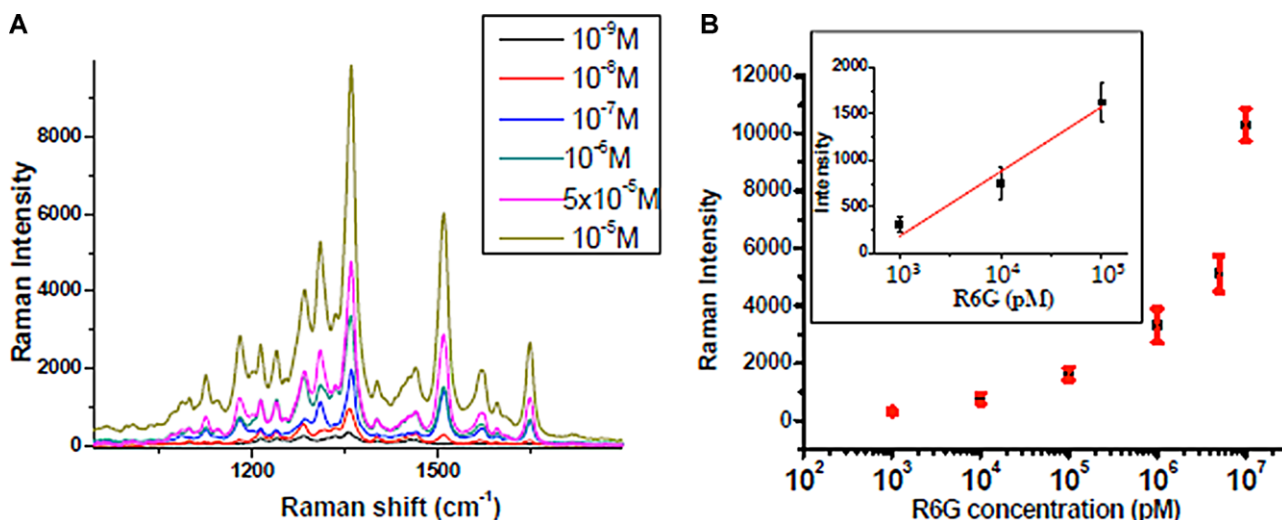 A
10⁻⁹M
10⁻⁸M
10⁻⁷M
10⁻⁶M
5x10⁻⁵M
10⁻⁵M
8000
6000
4000
2000
0
Raman Intensity
1200
1500
Raman shift (cm⁻¹)
B
12000
10000
8000
6000
4000
2000
0
Raman Intensity
10² 10³ 10⁴ 10⁵ 10⁶ 10⁷
R6G concentration (pM)
2000
1500
1000
500
0
Intensity
10³ 10⁴ 10⁵
R6G (pM)